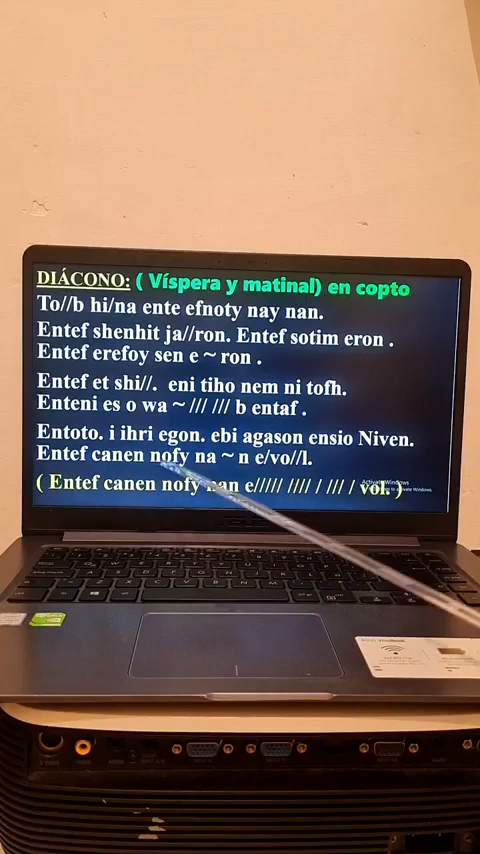 DIÁCONO: ( Víspera y matinal) en copto
To//b hi/na ente efnoty nay nan.
Entef shenhit ja//ron. Entef sotim eron .
Entef erefoy sen e ~ ron .
Entef et shi//. eni tiho nem ni tofh.
Enteni es o wa ~ /// /// b entaf .
Entoto. i ihri egon. ebi agason ensio Niven.
Entef canen nofy na ~ n e/vo//l.
( Entef canen nofy nan e///// //// / /// / vol. )
Activate Windows